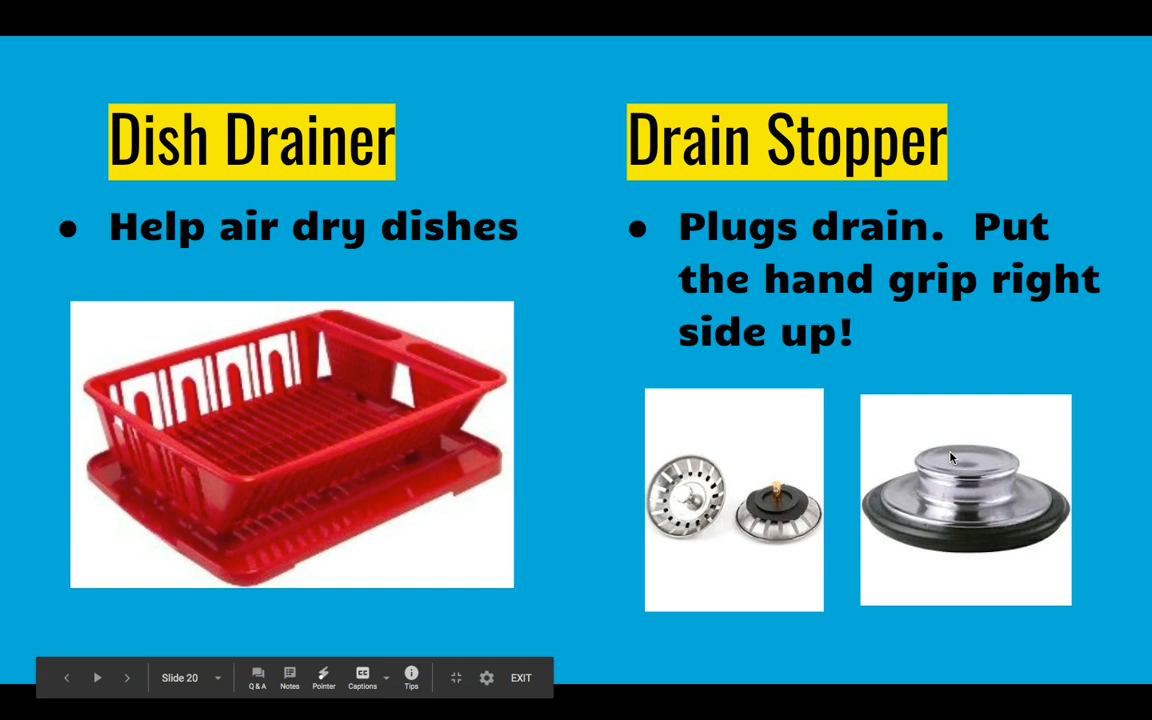 Dish Drainer
● Help air dry dishes
Drain Stopper
● Plugs drain.  Put
the hand grip right
side up!
Slide 20
Q & A
Notes
Pointer
CC
Captions
Tips
EXIT